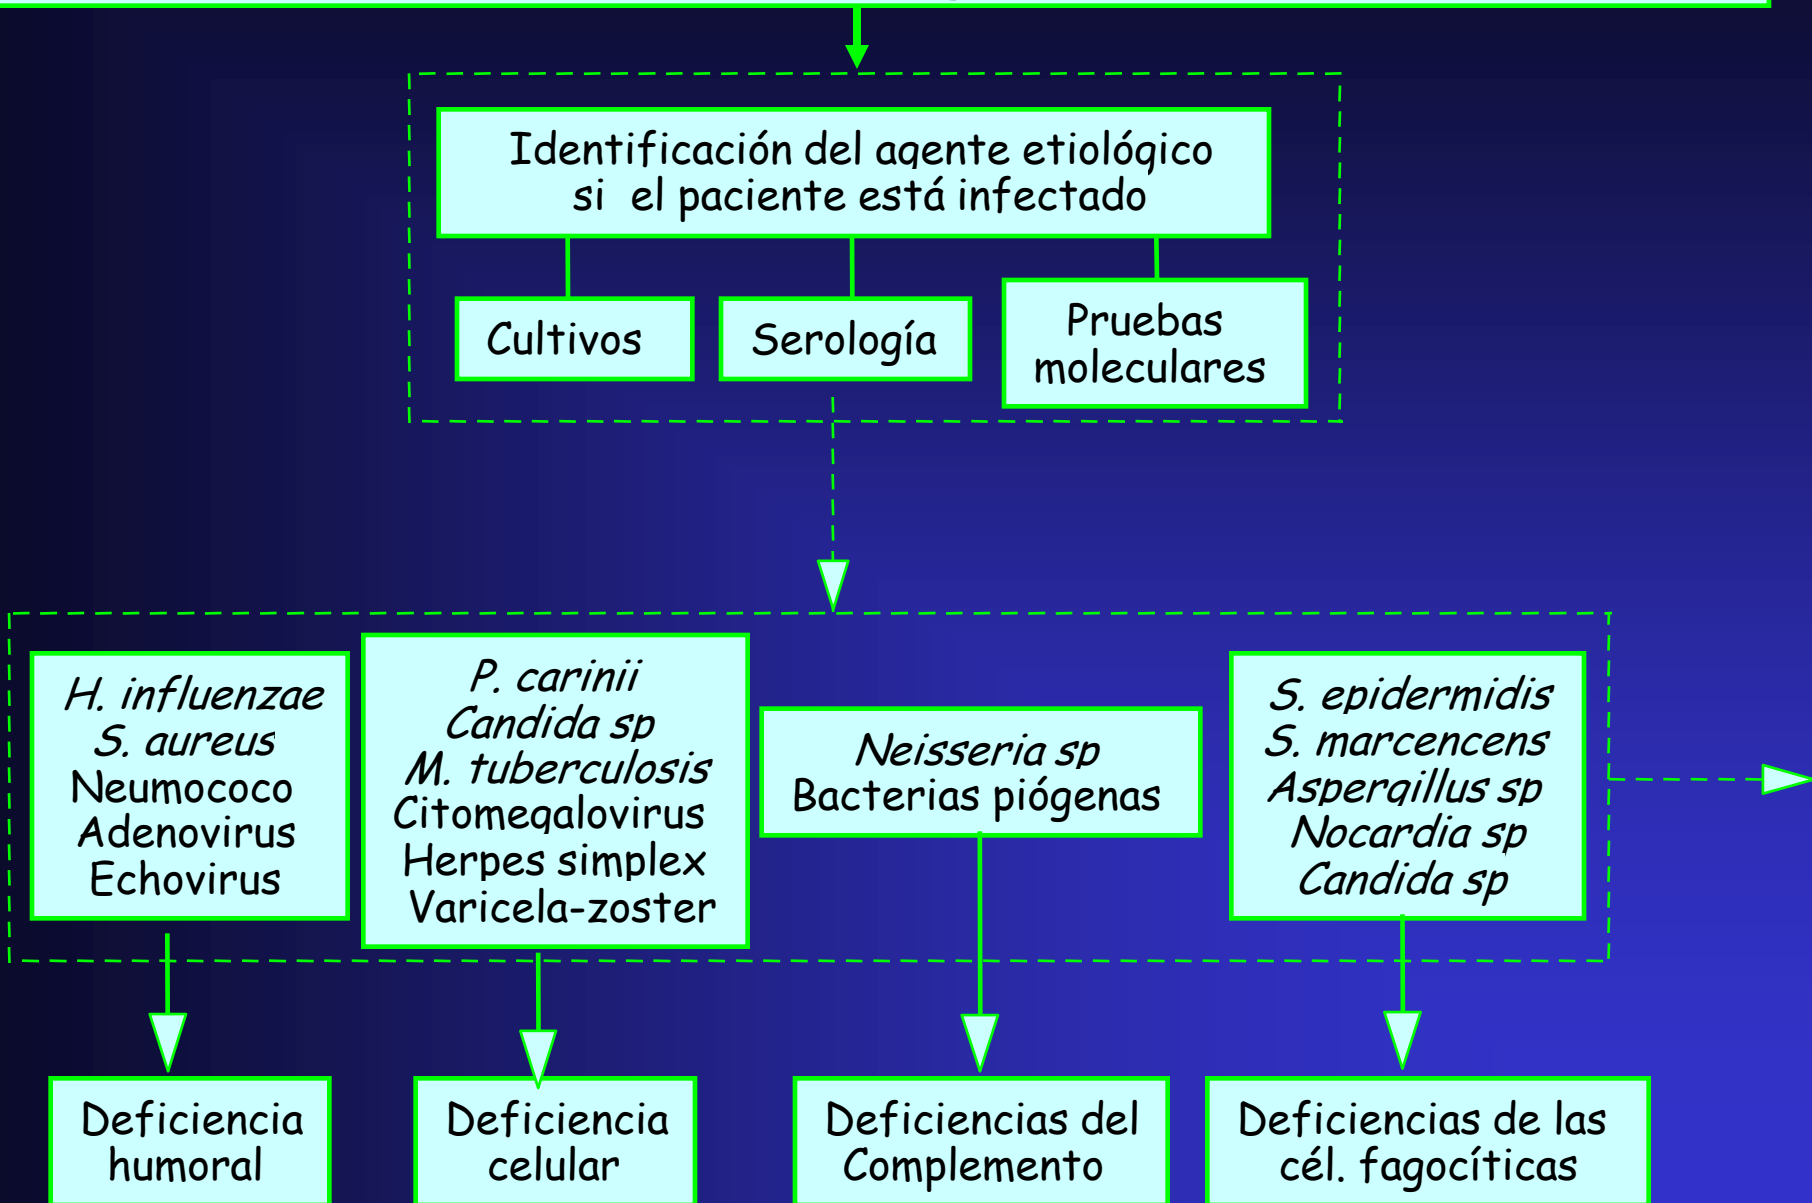 Identificación del agente etiológico
si el paciente está infectado
Cultivos
Serología
Pruebas
moleculares
H. influenzae
S. aureus
Neumococo
Adenovirus
Echovirus
P. carinii
Candida sp
M. tuberculosis
Citomegalovirus
Herpes simplex
Varicela-zoster
Neisseria sp
Bacterias piógenas
S. epidermidis
S. marcencens
Aspergillus sp
Nocardia sp
Candida sp
Deficiencia
humoral
Deficiencia
celular
Deficiencias del
Complemento
Deficiencias de las
cél. fagocíticas